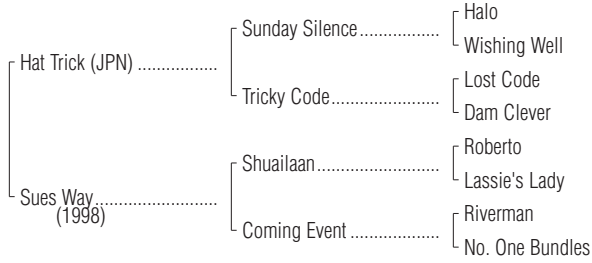 Halo
Sunday Silence..................
Wishing Well
Hat Trick (JPN) .................
Lost Code
Tricky Code........................
Dam Clever
Roberto
Shuailaan...........................
Lassie's Lady
Sues Way..........................
(1998)
Riverman
Coming Event ...................
No. One Bundles